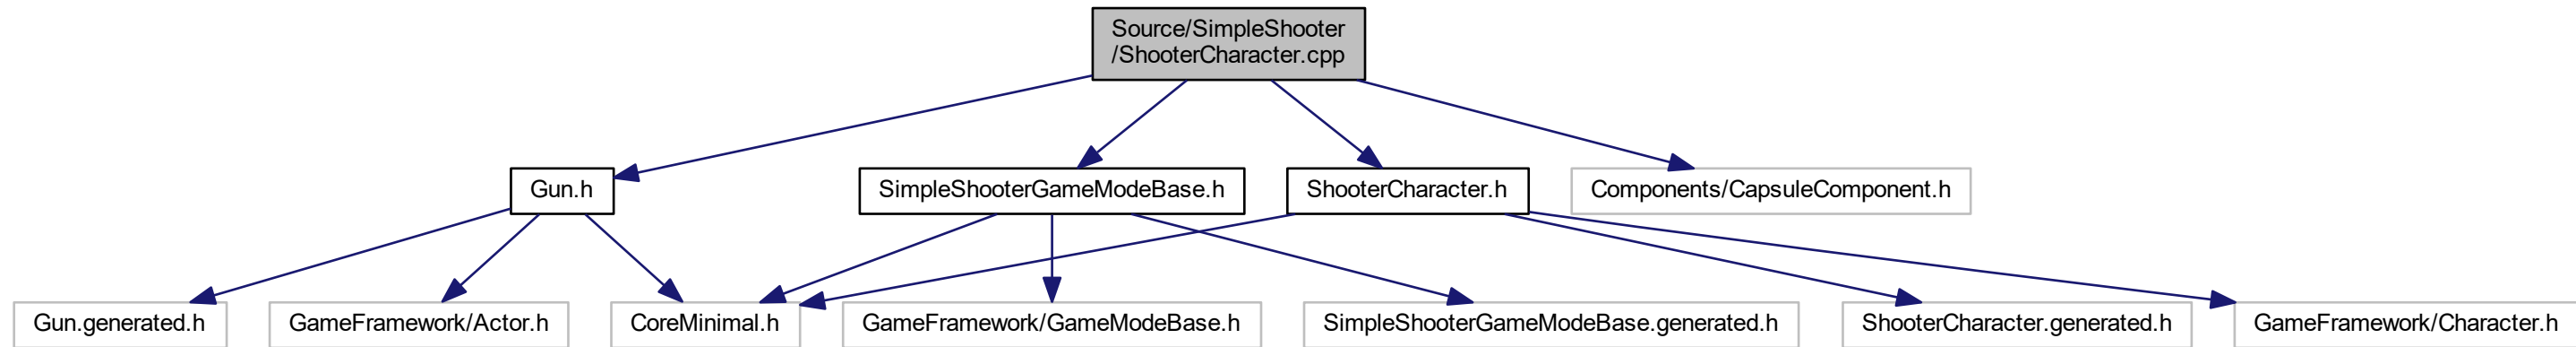 Source/SimpleShooter
/ShooterCharacter.cpp
Gun.h
SimpleShooterGameModeBase.h
ShooterCharacter.h
Components/CapsuleComponent.h
Gun.generated.h
GameFramework/Actor.h
CoreMinimal.h
GameFramework/GameModeBase.h
SimpleShooterGameModeBase.generated.h
ShooterCharacter.generated.h
GameFramework/Character.h